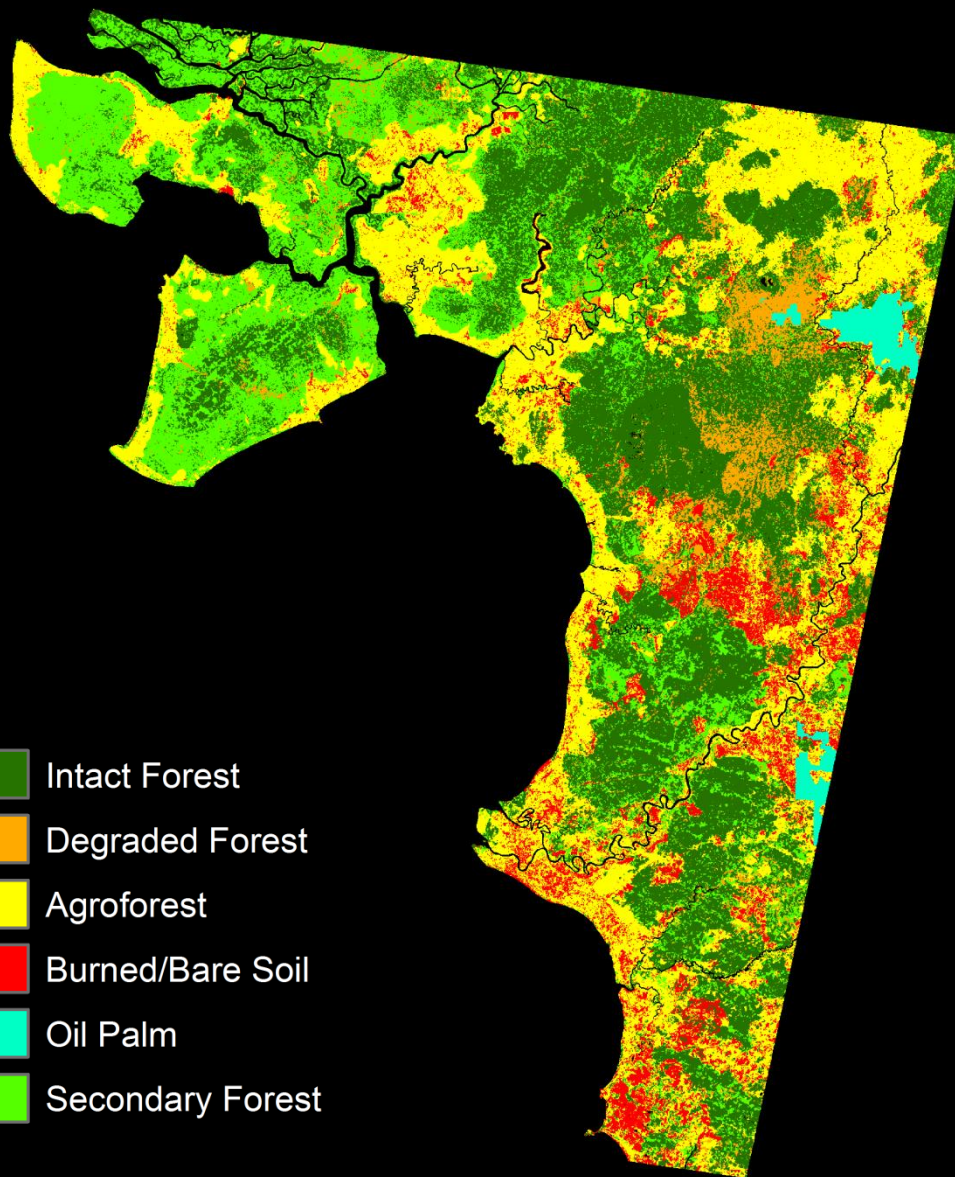 Intact Forest
Degraded Forest
Agroforest
Burned/Bare Soil
Oil Palm
Secondary Forest